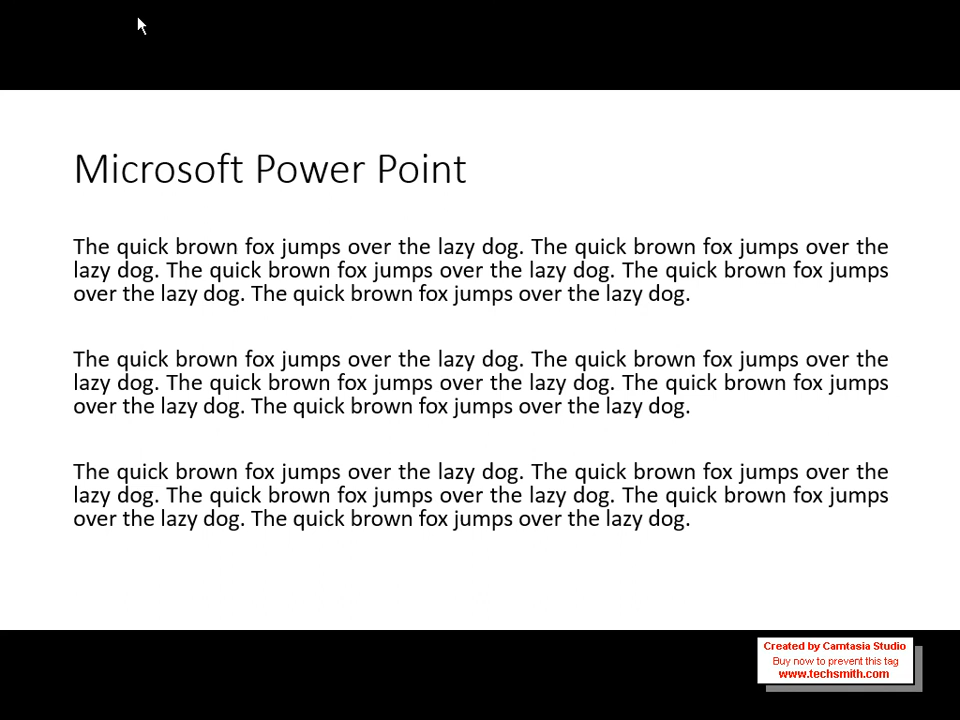 Microsoft Power Point
The quick brown fox jumps over the lazy dog. The quick brown fox jumps over the
lazy dog. The quick brown fox jumps over the lazy dog. The quick brown fox jumps
over the lazy dog. The quick brown fox jumps over the lazy dog.
The quick brown fox jumps over the lazy dog. The quick brown fox jumps over the
lazy dog. The quick brown fox jumps over the lazy dog. The quick brown fox jumps
over the lazy dog. The quick brown fox jumps over the lazy dog.
The quick brown fox jumps over the lazy dog. The quick brown fox jumps over the
lazy dog. The quick brown fox jumps over the lazy dog. The quick brown fox jumps
over the lazy dog. The quick brown fox jumps over the lazy dog.
Created by Camtasia Studio
Buy now to prevent this tag
www.techsmith.com